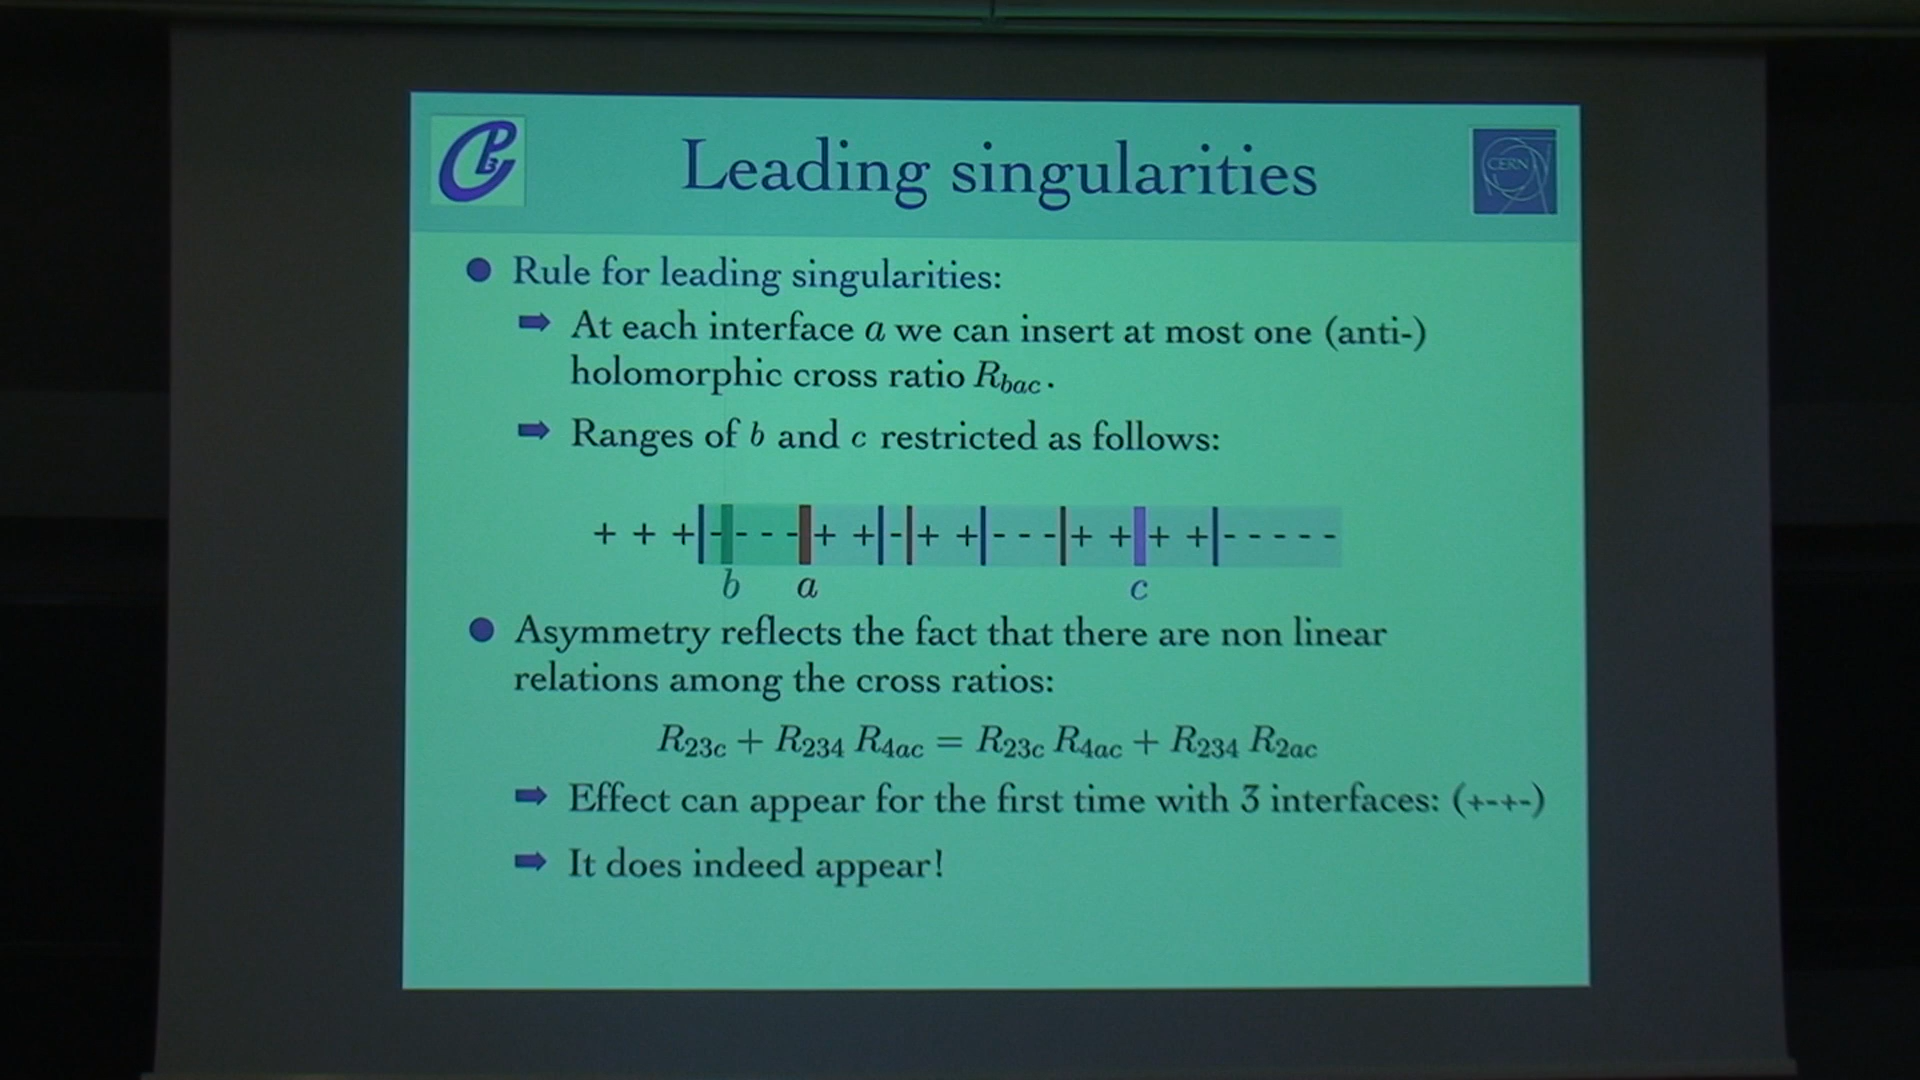 CP3
Leading singularities
CERN
Rule for leading singularities:
At each interface a we can insert at most one (anti-)
holomorphic cross ratio R_bac.
Ranges of b and c restricted as follows:
+ + +|- - - -|+ +|-|+ +|- - -|+ +|+ +|- - - - -
b a c
Asymmetry reflects the fact that there are non linear
relations among the cross ratios:
R_23c + R_234 R_4ac = R_23c R_4ac + R_234 R_2ac
Effect can appear for the first time with 3 interfaces: (+-+-)
It does indeed appear!